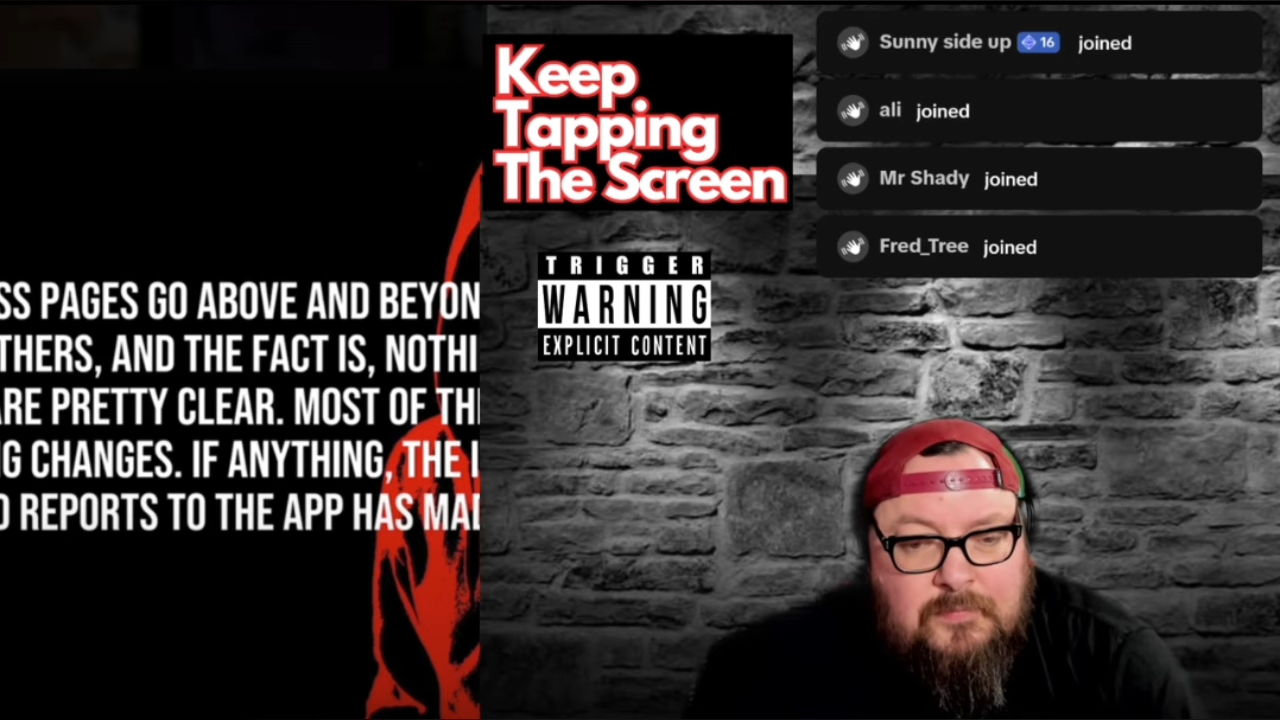 SS PAGES GO ABOVE AND BEYON
THERS, AND THE FACT IS, NOTHI
ARE PRETTY CLEAR. MOST OF TH
G CHANGES. IF ANYTHING, THE
REPORTS TO THE APP HAS MAD
Keep
Tapping
The Screen
TRIGGER
WARNING
EXPLICIT CONTENT
Sunny side up 16 joined
ali joined
Mr Shady joined
Fred_Tree joined